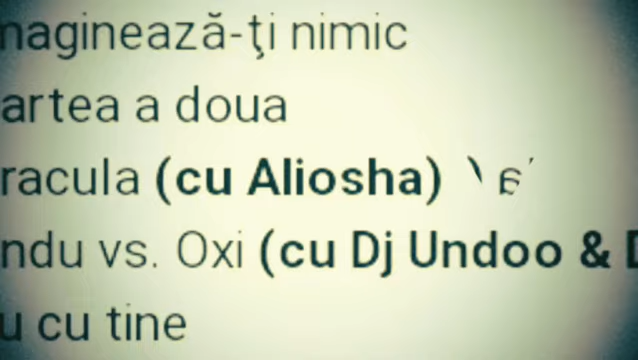 naginează-ţi nimic
artea a doua
racula (cu Aliosha)
ndu vs. Oxi (cu Dj Undoo & D
u cu tine